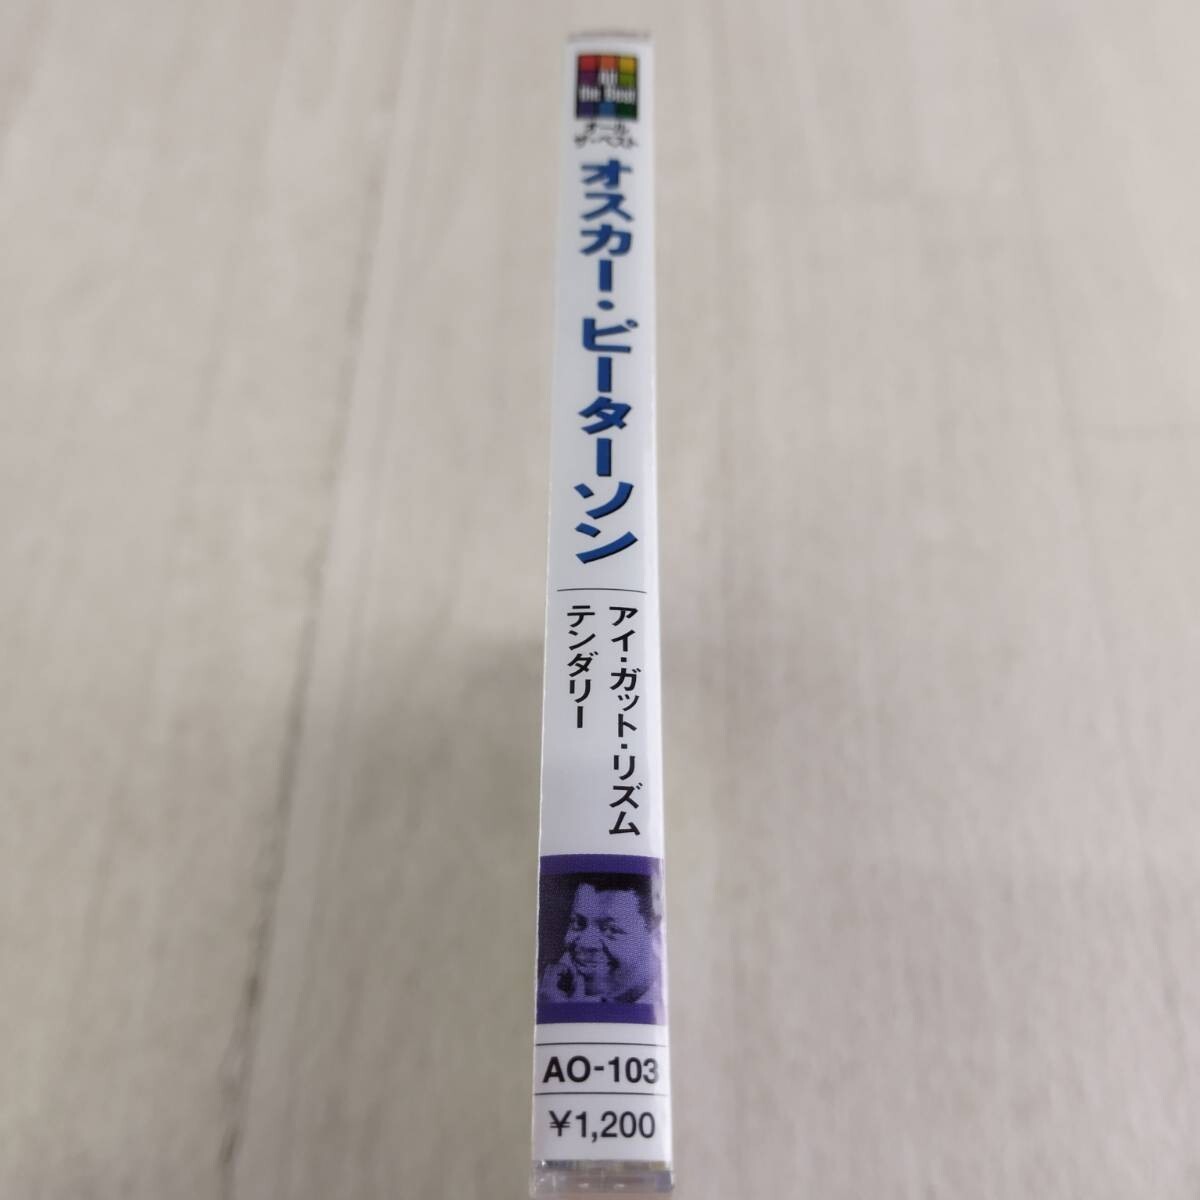 All
the Best
オール
ザ・ベスト
オスカー・ピーターソン
アイ・ガット・リズム
テンダリー
AO-103
¥1,200